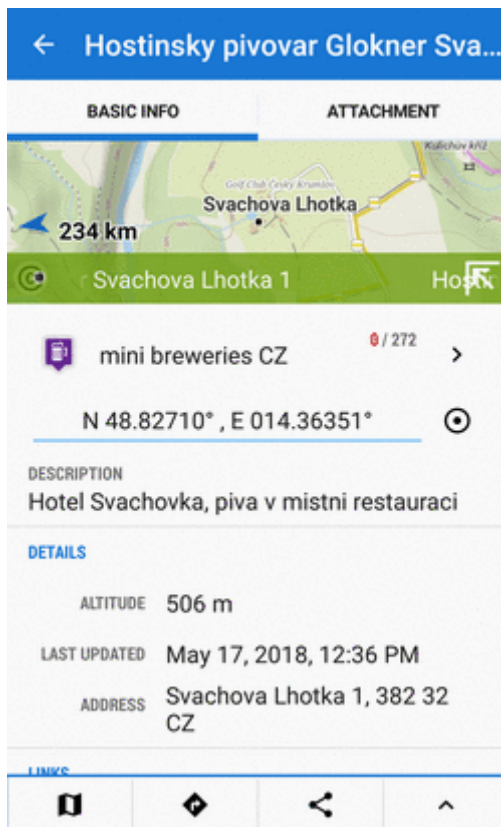 Hostinsky pivovar Glokner Sva...
BASIC INFO
ATTACHMENT
Golf Club Český Krumlov
Svachova Lhotka
234 km
Svachova Lhotka 1
mini breweries CZ
0 / 272
N 48.82710° , E 014.36351°
DESCRIPTION
Hotel Svachovka, piva v mistni restauraci
DETAILS
ALTITUDE 506 m
LAST UPDATED May 17, 2018, 12:36 PM
ADDRESS Svachova Lhotka 1, 382 32
CZ
LINKS